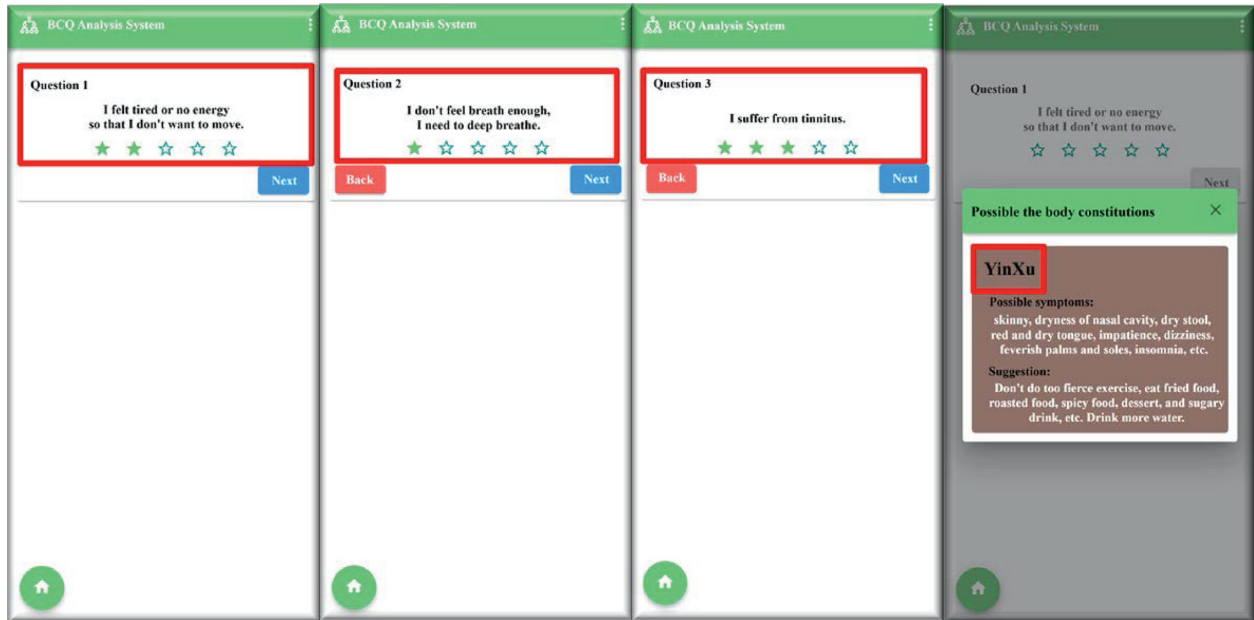 BCQ Analysis System
Question 1
I felt tired or no energy
so that I don't want to move.
Next
BCQ Analysis System
Question 2
I don't feel breath enough,
I need to deep breathe.
Back
Next
BCQ Analysis System
Question 3
I suffer from tinnitus.
Back
Next
BCQ Analysis System
Question 1
I felt tired or no energy
so that I don't want to move.
Next
Possible the body constitutions
YinXu
Possible symptoms:
skinny, dryness of nasal cavity, dry stool,
red and dry tongue, impatience, dizziness,
feverish palms and soles, insomnia, etc.
Suggestion:
Don't do too fierce exercise, eat fried food,
roasted food, spicy food, dessert, and sugary
drink, etc. Drink more water.